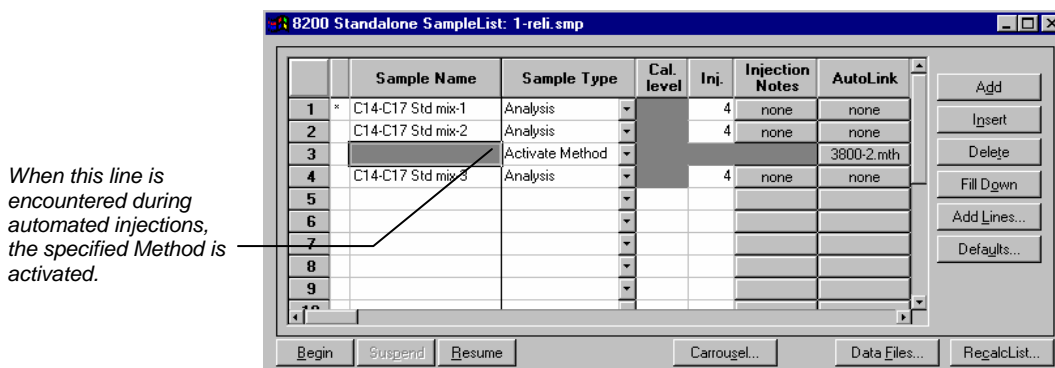 8200 Standalone SampleList: 1-reli.smp
Sample Name Sample Type Cal. level Inj. Injection Notes AutoLink
1 * C14-C17 Std mix-1 Analysis 4 none none
2 C14-C17 Std mix-2 Analysis 4 none none
3 Activate Method 3800-2.mth
4 C14-C17 Std mix-3 Analysis 4 none none
5
6
7
8
9
10
Add
Insert
Delete
Fill Down
Add Lines...
Defaults...
When this line is
encountered during
automated injections,
the specified Method is
activated.
Begin Suspend Resume Carrousel... Data Files... RecalcList...